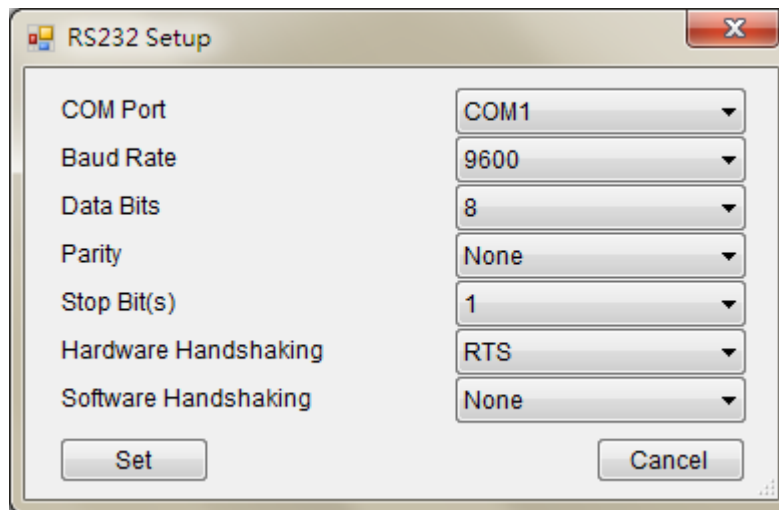 RS232 Setup
COM Port COM1
Baud Rate 9600
Data Bits 8
Parity None
Stop Bit(s) 1
Hardware Handshaking RTS
Software Handshaking None
Set Cancel